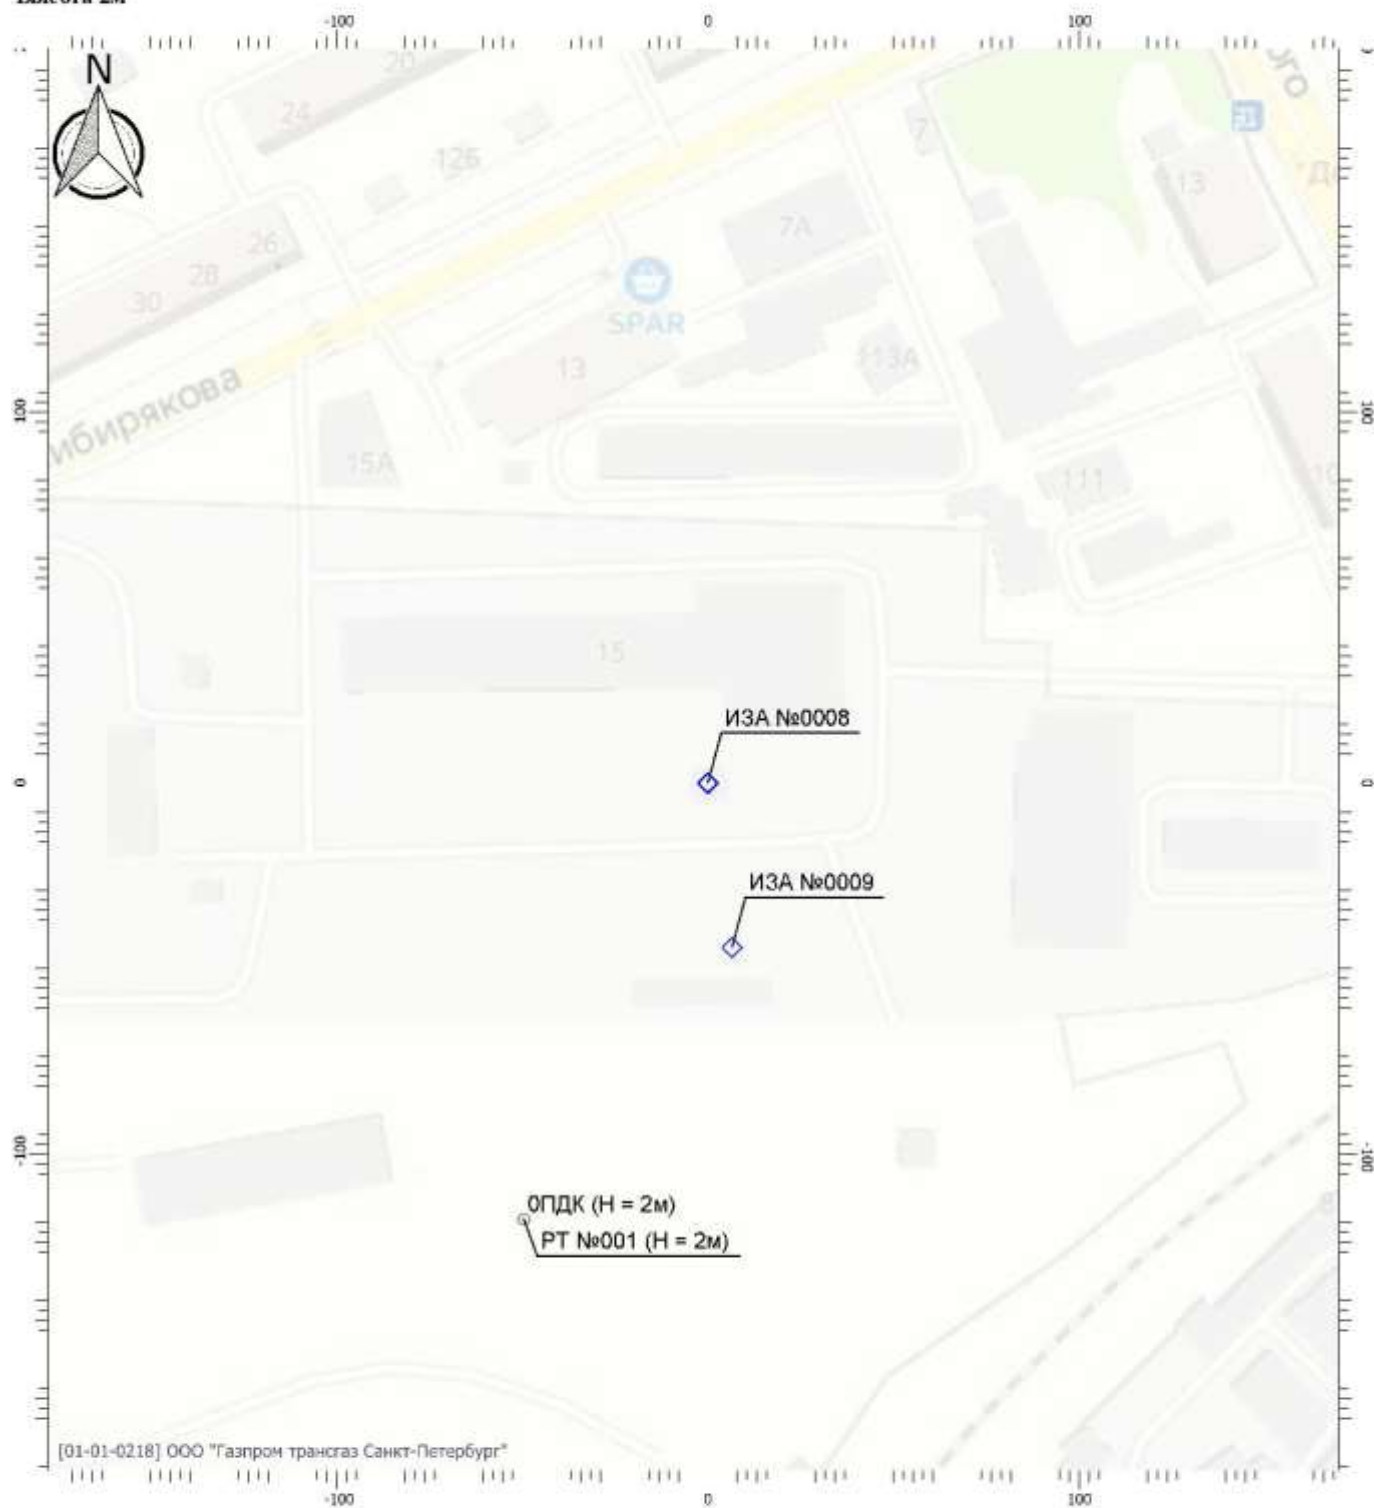 Высота 2м
-100 0 100
N
20
24
126
7
13
26
7А
28
30
SPAR
13
113А
100 100
ибирякова
15А
111
15
ИЗА №0008
0 0
ИЗА №0009
-100 -100
0ПДК (Н = 2м)
РТ №001 (Н = 2м)
[01-01-0218] ООО "Газпром трансгаз Санкт-Петербург"
-100 0 100